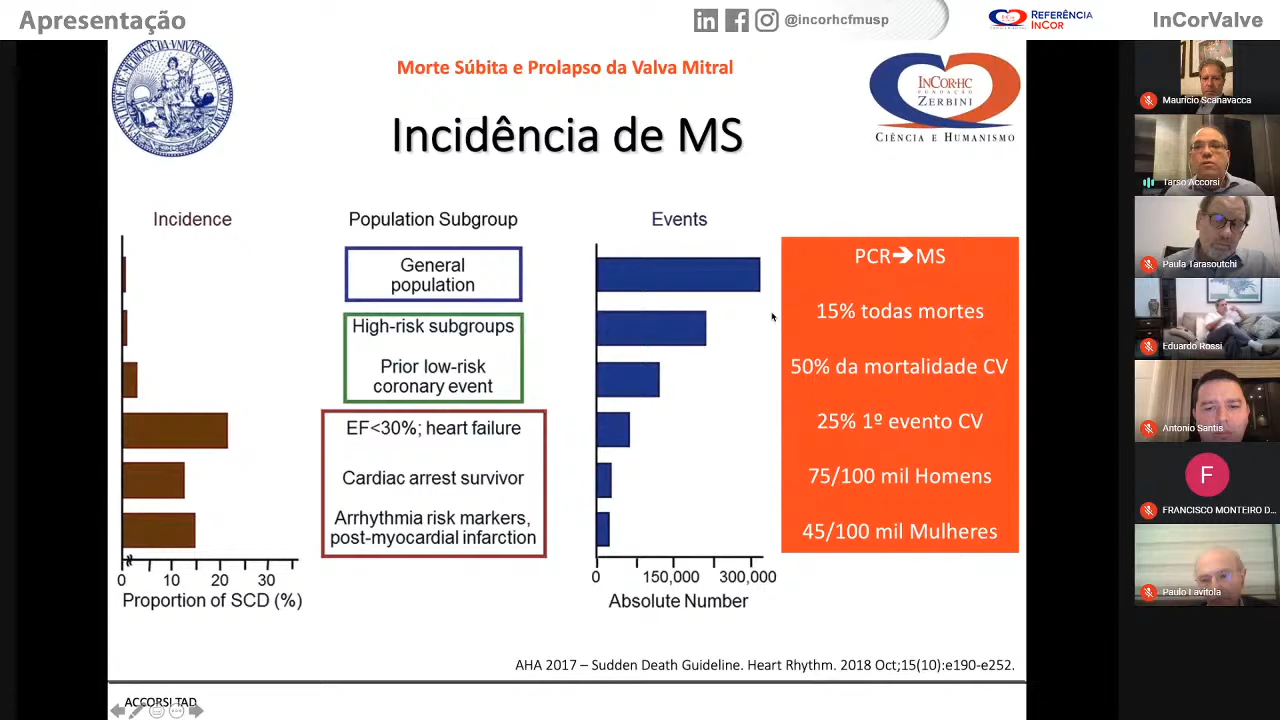 Apresentação
@incorhcfmusp
REFERÊNCIA
INCOR
InCorValve
Morte Súbita e Prolapso da Valva Mitral
INCOR·HC
FUNDAÇÃO
ZERBINI
CIÊNCIA E HUMANISMO
Incidência de MS
Incidence
Population Subgroup
Events
General
population
High-risk subgroups
Prior low-risk
coronary event
EF<30%; heart failure
Cardiac arrest survivor
Arrhythmia risk markers,
post-myocardial infarction
0 10 20 30
Proportion of SCD (%)
0 150,000 300,000
Absolute Number
PCR➔MS
15% todas mortes
50% da mortalidade CV
25% 1º evento CV
75/100 mil Homens
45/100 mil Mulheres
AHA 2017 – Sudden Death Guideline. Heart Rhythm. 2018 Oct;15(10):e190-e252.
ACCORSI TAD
Maurício Scanavacca
Tarso Accorsi
Paula Tarasoutchi
Eduardo Rossi
Antonio Santis
F
FRANCISCO MONTEIRO D...
Paulo Lavitola